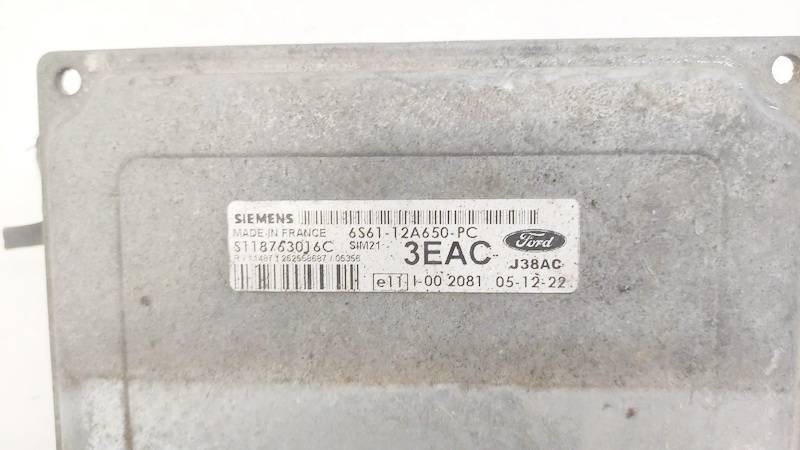 SIEMENS
MADE IN FRANCE 6S61-12A650-PC
S118763016C SIM21 3EAC Ford
J38AC
e11 I-00 2081 05-12-22